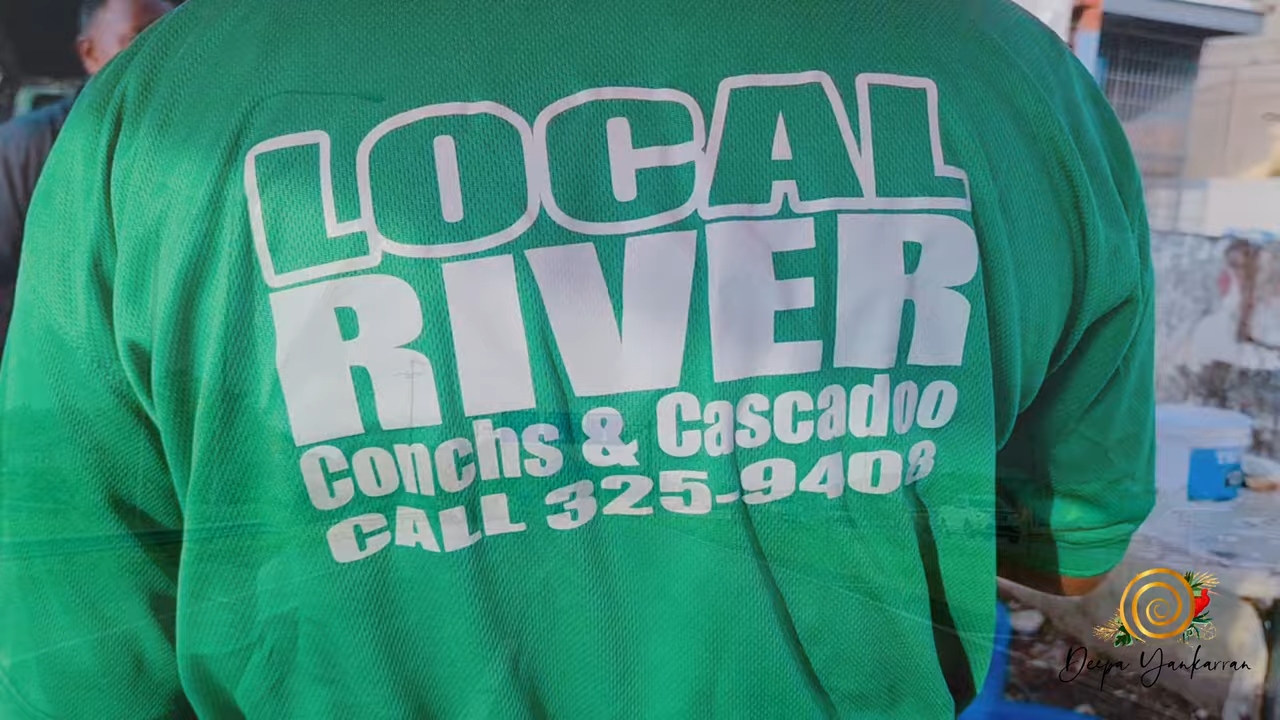 LOCAL
RIVER
Conchs & Cascadoo
CALL 325-9408
Deepa Yankarran